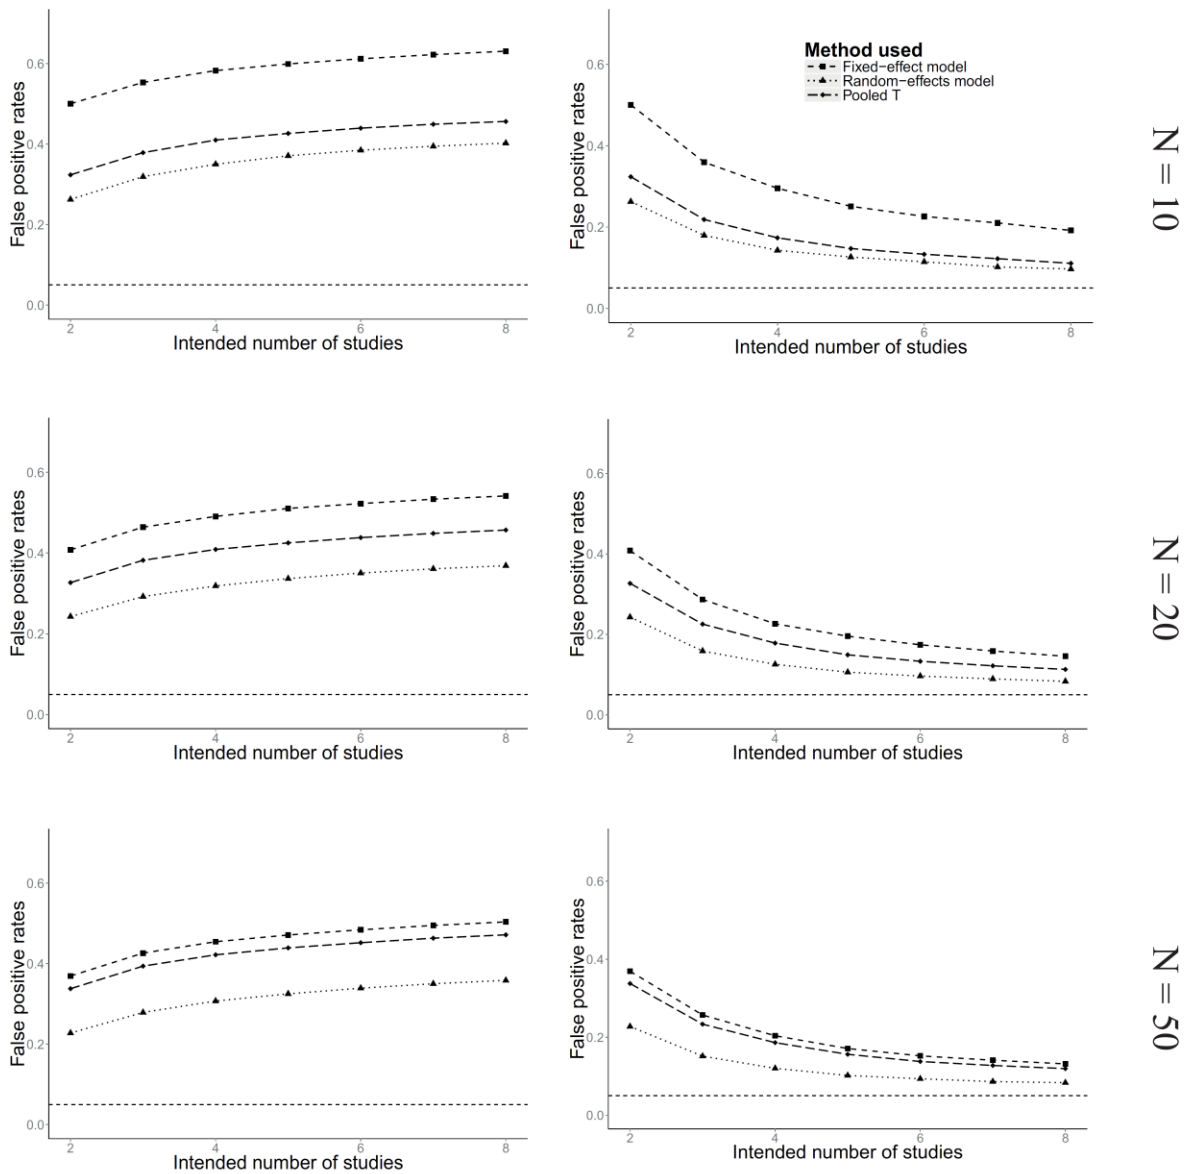 False positive rates
0.6
0.4
0.2
0.0
2 4 6 8
Intended number of studies
False positive rates
0.6
0.4
0.2
0.0
2 4 6 8
Intended number of studies
Method used
Fixed−effect model
Random−effects model
Pooled T
N = 10
False positive rates
0.6
0.4
0.2
0.0
2 4 6 8
Intended number of studies
False positive rates
0.6
0.4
0.2
0.0
2 4 6 8
Intended number of studies
N = 20
False positive rates
0.6
0.4
0.2
0.0
2 4 6 8
Intended number of studies
False positive rates
0.6
0.4
0.2
0.0
2 4 6 8
Intended number of studies
N = 50